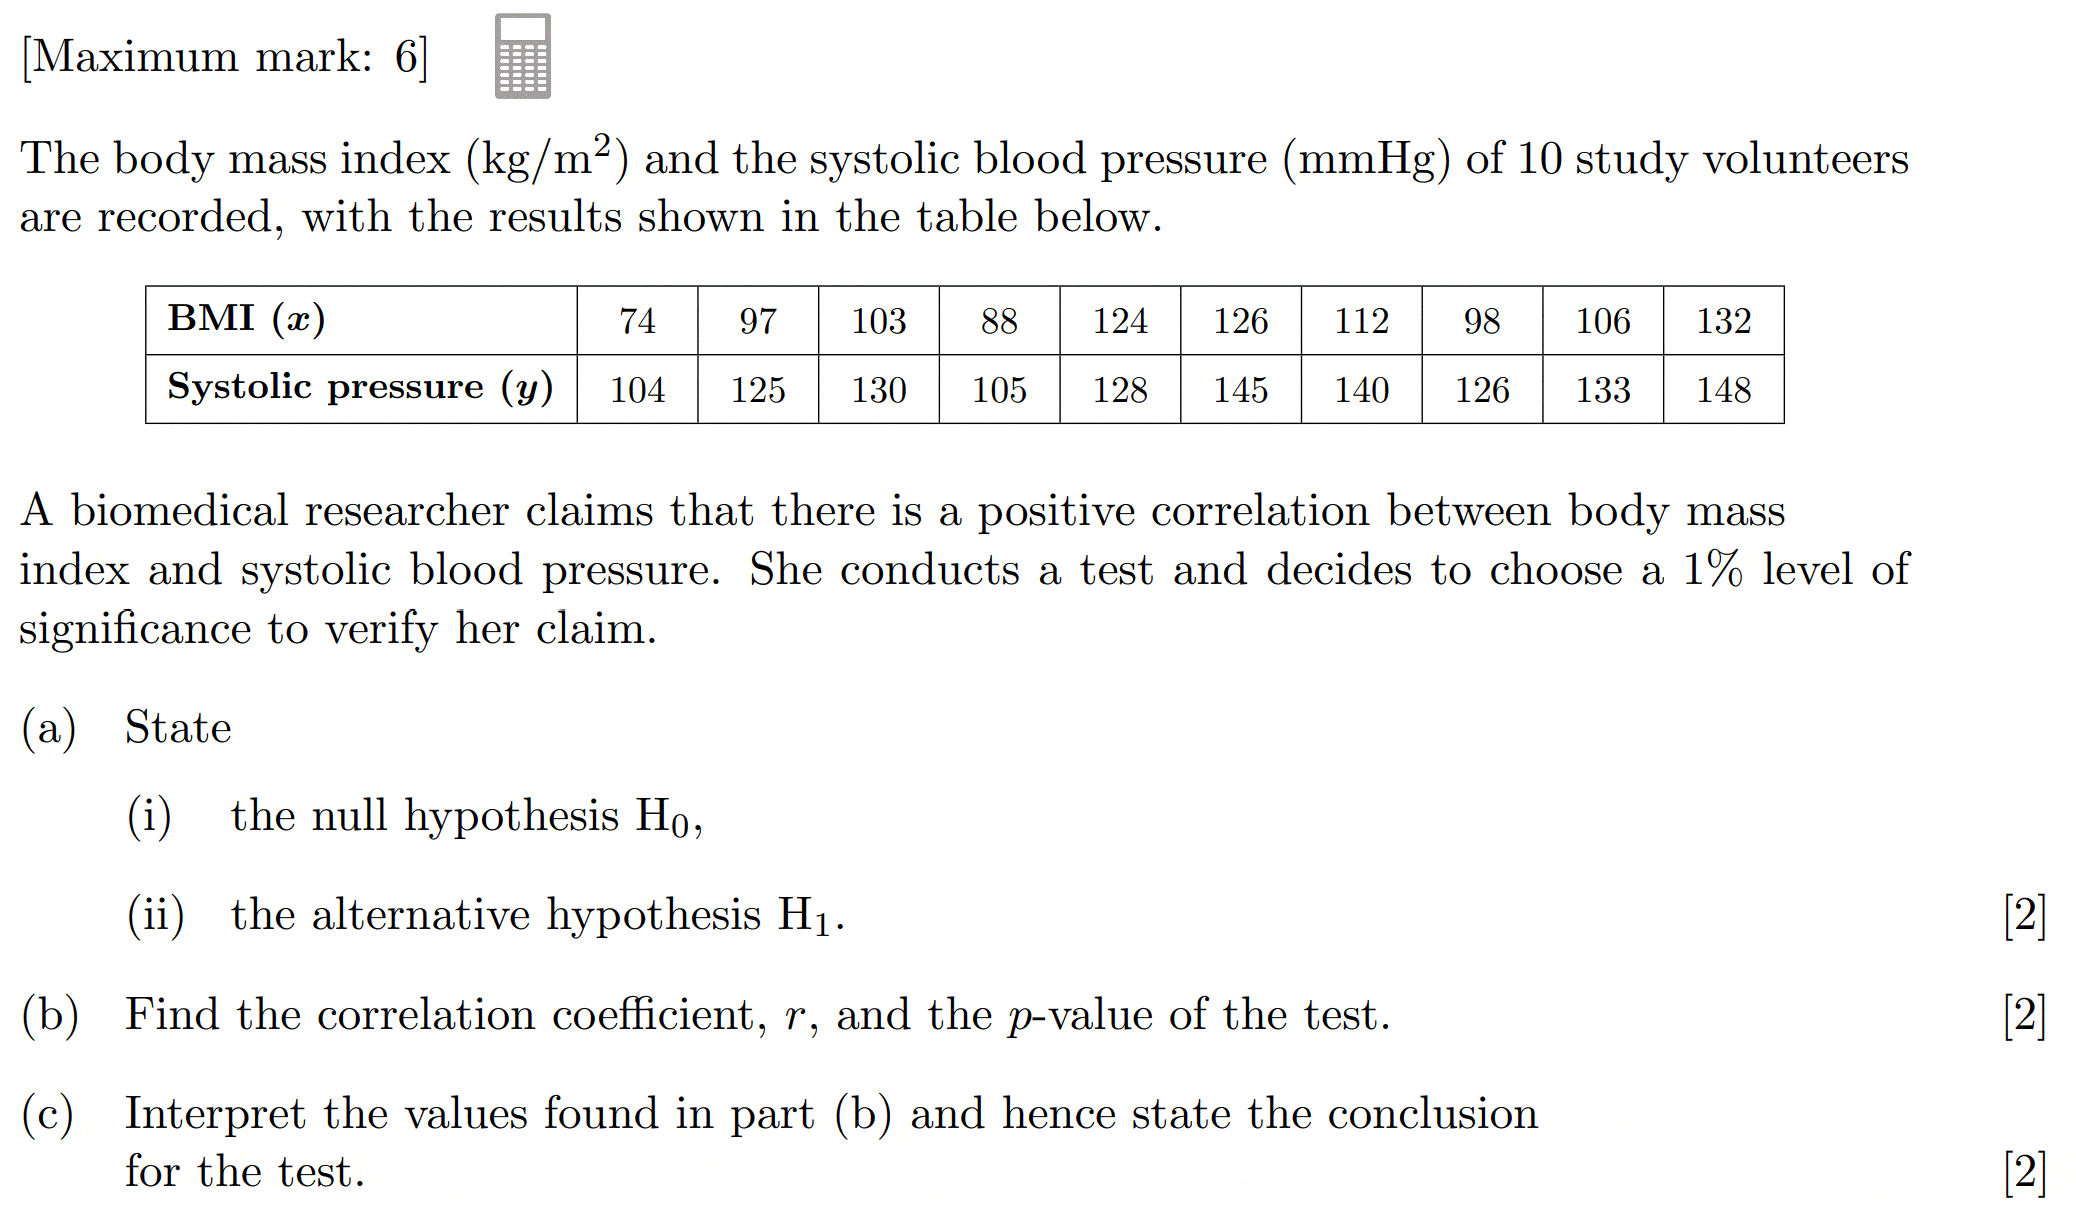 [Maximum mark: 6]
The body mass index (kg/m²) and the systolic blood pressure (mmHg) of 10 study volunteers
are recorded, with the results shown in the table below.
BMI (x) 74 97 103 88 124 126 112 98 106 132
Systolic pressure (y) 104 125 130 105 128 145 140 126 133 148
A biomedical researcher claims that there is a positive correlation between body mass
index and systolic blood pressure. She conducts a test and decides to choose a 1% level of
significance to verify her claim.
(a) State
(i) the null hypothesis H₀,
(ii) the alternative hypothesis H₁. [2]
(b) Find the correlation coefficient, r, and the p-value of the test. [2]
(c) Interpret the values found in part (b) and hence state the conclusion
for the test. [2]